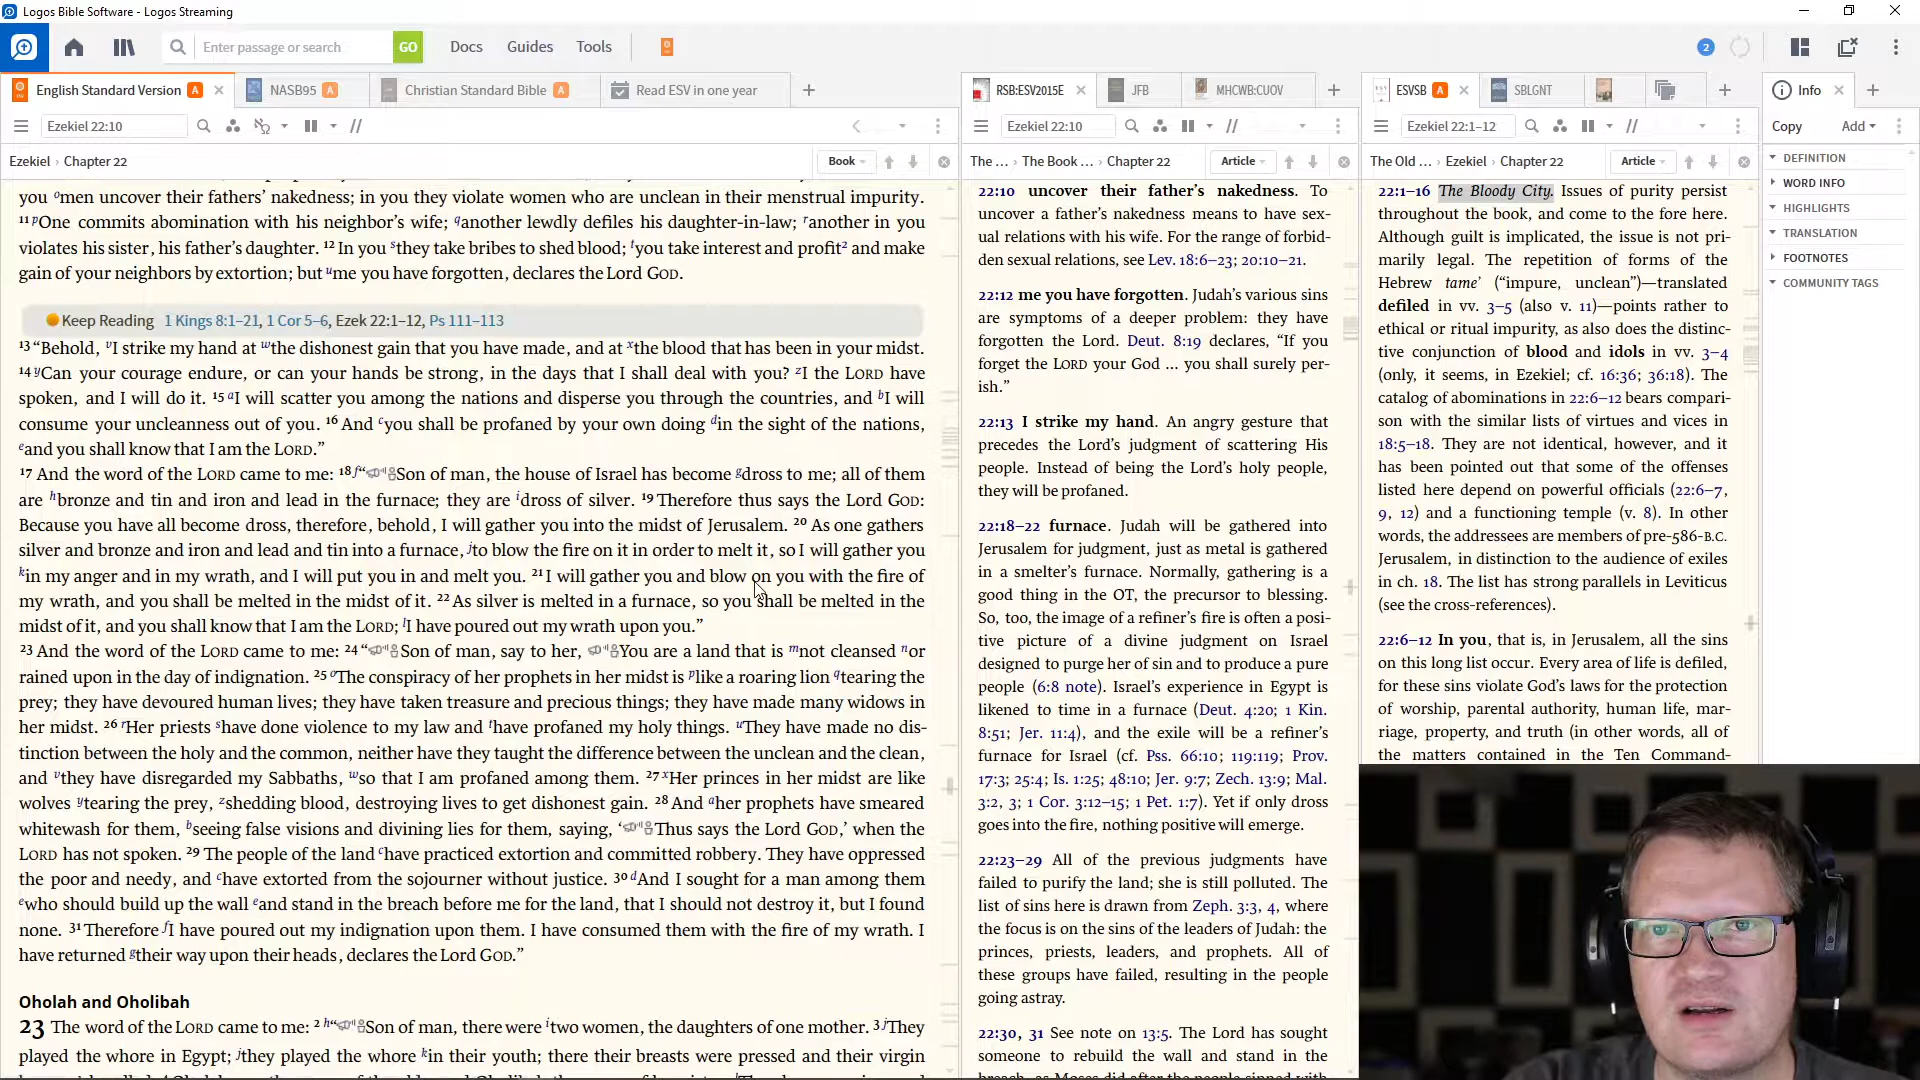 Logos Bible Software - Logos Streaming
Enter passage or search
GO
Docs
Guides
Tools
2
English Standard Version A
NASB95 A
Christian Standard Bible A
Read ESV in one year
RSB:ESV2015E
JFB
MHCWB:CUOV
ESVSB A
SBLGNT
Info
Ezekiel 22:10
Ezekiel 22:10
Ezekiel 22:1–12
Copy
Add
Ezekiel › Chapter 22
Book
The ... › The Book ... › Chapter 22
Article
The Old ... › Ezekiel › Chapter 22
Article
you omen uncover their fathers’ nakedness; in you they violate women who are unclean in their menstrual impurity.
11 pOne commits abomination with his neighbor’s wife; qanother lewdly defiles his daughter-in-law; ranother in you
violates his sister, his father’s daughter. 12 In you sthey take bribes to shed blood; tyou take interest and profit2 and make
gain of your neighbors by extortion; but ume you have forgotten, declares the Lord GOD.
Keep Reading 1 Kings 8:1–21, 1 Cor 5–6, Ezek 22:1–12, Ps 111–113
13 “Behold, vI strike my hand at wthe dishonest gain that you have made, and at xthe blood that has been in your midst.
14 yCan your courage endure, or can your hands be strong, in the days that I shall deal with you? zI the LORD have
spoken, and I will do it. 15 aI will scatter you among the nations and disperse you through the countries, and bI will
consume your uncleanness out of you. 16 And cyou shall be profaned by your own doing din the sight of the nations,
eand you shall know that I am the LORD.”
17 And the word of the LORD came to me: 18 f“Son of man, the house of Israel has become gdross to me; all of them
are hbronze and tin and iron and lead in the furnace; they are idross of silver. 19 Therefore thus says the Lord GOD:
Because you have all become dross, therefore, behold, I will gather you into the midst of Jerusalem. 20 As one gathers
silver and bronze and iron and lead and tin into a furnace, jto blow the fire on it in order to melt it, so I will gather you
kin my anger and in my wrath, and I will put you in and melt you. 21 I will gather you and blow on you with the fire of
my wrath, and you shall be melted in the midst of it. 22 As silver is melted in a furnace, so you shall be melted in the
midst of it, and you shall know that I am the LORD; lI have poured out my wrath upon you.”
23 And the word of the LORD came to me: 24 “Son of man, say to her, You are a land that is mnot cleansed nor
rained upon in the day of indignation. 25 oThe conspiracy of her prophets in her midst is plike a roaring lion qtearing the
prey; they have devoured human lives; they have taken treasure and precious things; they have made many widows in
her midst. 26 rHer priests shave done violence to my law and thave profaned my holy things. uThey have made no dis-
tinction between the holy and the common, neither have they taught the difference between the unclean and the clean,
and vthey have disregarded my Sabbaths, wso that I am profaned among them. 27 xHer princes in her midst are like
wolves ytearing the prey, zshedding blood, destroying lives to get dishonest gain. 28 And aher prophets have smeared
whitewash for them, bseeing false visions and divining lies for them, saying, ‘Thus says the Lord GOD,’ when the
LORD has not spoken. 29 The people of the land chave practiced extortion and committed robbery. They have oppressed
the poor and needy, and chave extorted from the sojourner without justice. 30 dAnd I sought for a man among them
ewho should build up the wall eand stand in the breach before me for the land, that I should not destroy it, but I found
none. 31 Therefore fI have poured out my indignation upon them. I have consumed them with the fire of my wrath. I
have returned gtheir way upon their heads, declares the Lord GOD.”
Oholah and Oholibah
23 The word of the LORD came to me: 2 h“Son of man, there were itwo women, the daughters of one mother. 3 jThey
played the whore in Egypt; jthey played the whore kin their youth; there their breasts were pressed and their virgin
22:10 uncover their father’s nakedness. To
uncover a father’s nakedness means to have sex-
ual relations with his wife. For the range of forbid-
den sexual relations, see Lev. 18:6–23; 20:10–21.
22:12 me you have forgotten. Judah’s various sins
are symptoms of a deeper problem: they have
forgotten the Lord. Deut. 8:19 declares, “If you
forget the LORD your God ... you shall surely per-
ish.”
22:13 I strike my hand. An angry gesture that
precedes the Lord’s judgment of scattering His
people. Instead of being the Lord’s holy people,
they will be profaned.
22:18–22 furnace. Judah will be gathered into
Jerusalem for judgment, just as metal is gathered
in a smelter’s furnace. Normally, gathering is a
good thing in the OT, the precursor to blessing.
So, too, the image of a refiner’s fire is often a posi-
tive picture of a divine judgment on Israel
designed to purge her of sin and to produce a pure
people (6:8 note). Israel’s experience in Egypt is
likened to time in a furnace (Deut. 4:20; 1 Kin.
8:51; Jer. 11:4), and the exile will be a refiner’s
furnace for Israel (cf. Pss. 66:10; 119:119; Prov.
17:3; 25:4; Is. 1:25; 48:10; Jer. 9:7; Zech. 13:9; Mal.
3:2, 3; 1 Cor. 3:12–15; 1 Pet. 1:7). Yet if only dross
goes into the fire, nothing positive will emerge.
22:23–29 All of the previous judgments have
failed to purify the land; she is still polluted. The
list of sins here is drawn from Zeph. 3:3, 4, where
the focus is on the sins of the leaders of Judah: the
princes, priests, leaders, and prophets. All of
these groups have failed, resulting in the people
going astray.
22:30, 31 See note on 13:5. The Lord has sought
someone to rebuild the wall and stand in the
22:1–16 The Bloody City. Issues of purity persist
throughout the book, and come to the fore here.
Although guilt is implicated, the issue is not pri-
marily legal. The repetition of forms of the
Hebrew tame’ (“impure, unclean”)—translated
defiled in vv. 3–5 (also v. 11)—points rather to
ethical or ritual impurity, as also does the distinc-
tive conjunction of blood and idols in vv. 3–4
(only, it seems, in Ezekiel; cf. 16:36; 36:18). The
catalog of abominations in 22:6–12 bears compari-
son with the similar lists of virtues and vices in
18:5–18. They are not identical, however, and it
has been pointed out that some of the offenses
listed here depend on powerful officials (22:6–7,
9, 12) and a functioning temple (v. 8). In other
words, the addressees are members of pre-586-B.C.
Jerusalem, in distinction to the audience of exiles
in ch. 18. The list has strong parallels in Leviticus
(see the cross-references).
22:6–12 In you, that is, in Jerusalem, all the sins
on this long list occur. Every area of life is defiled,
for these sins violate God’s laws for the protection
of worship, parental authority, human life, mar-
riage, property, and truth (in other words, all of
the matters contained in the Ten Command-
DEFINITION
WORD INFO
HIGHLIGHTS
TRANSLATION
FOOTNOTES
COMMUNITY TAGS